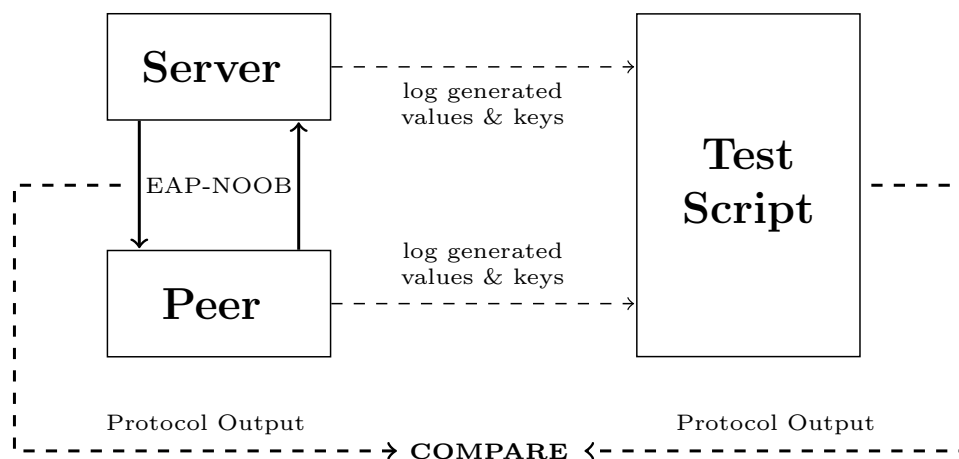 Server
log generated
values & keys
EAP-NOOB
Test
Script
log generated
values & keys
Peer
Protocol Output
Protocol Output
COMPARE